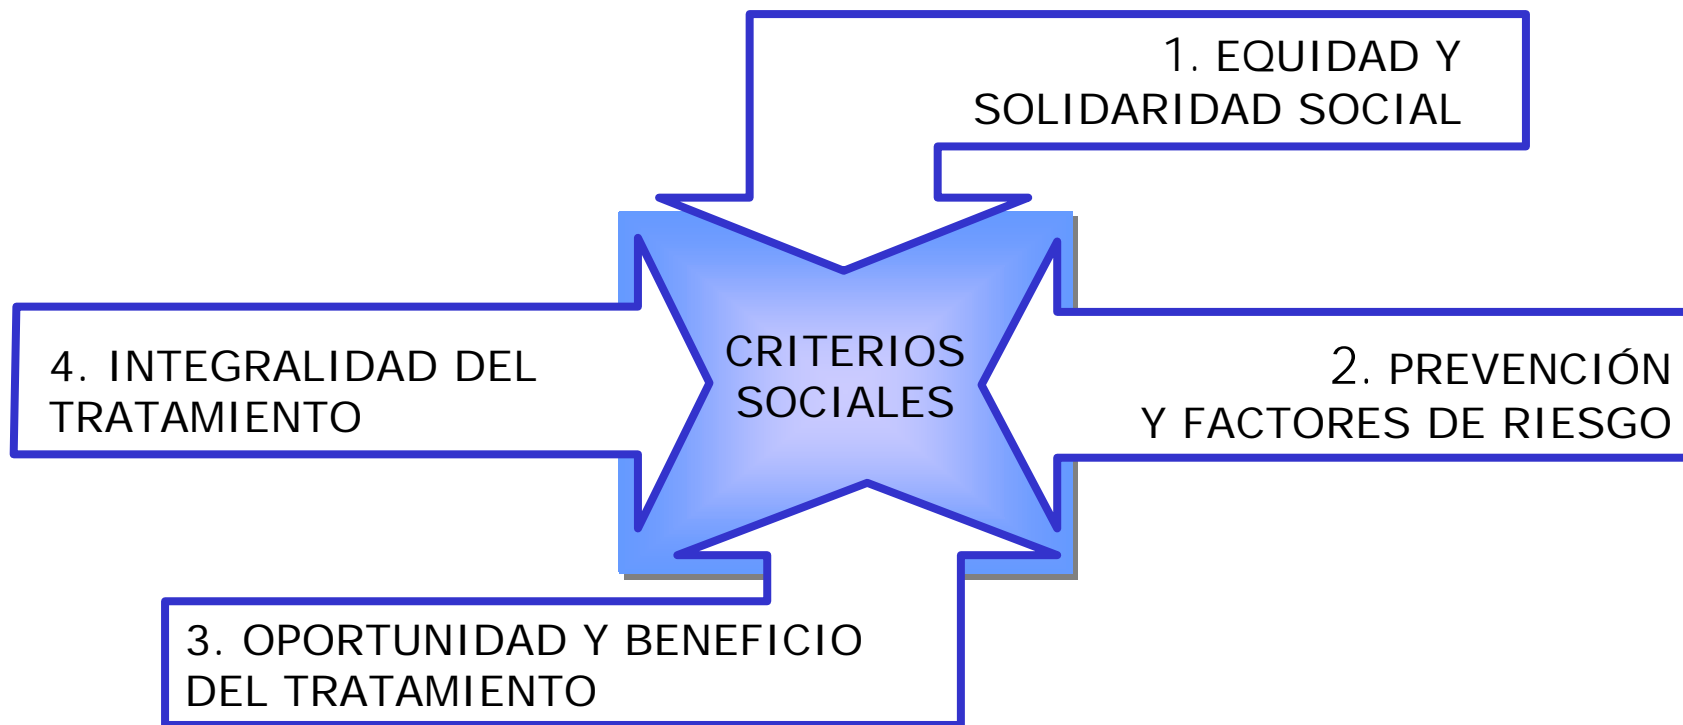 1. EQUIDAD Y
SOLIDARIDAD SOCIAL
CRITERIOS
SOCIALES
2. PREVENCIÓN
Y FACTORES DE RIESGO
3. OPORTUNIDAD Y BENEFICIO
DEL TRATAMIENTO
4. INTEGRALIDAD DEL
TRATAMIENTO